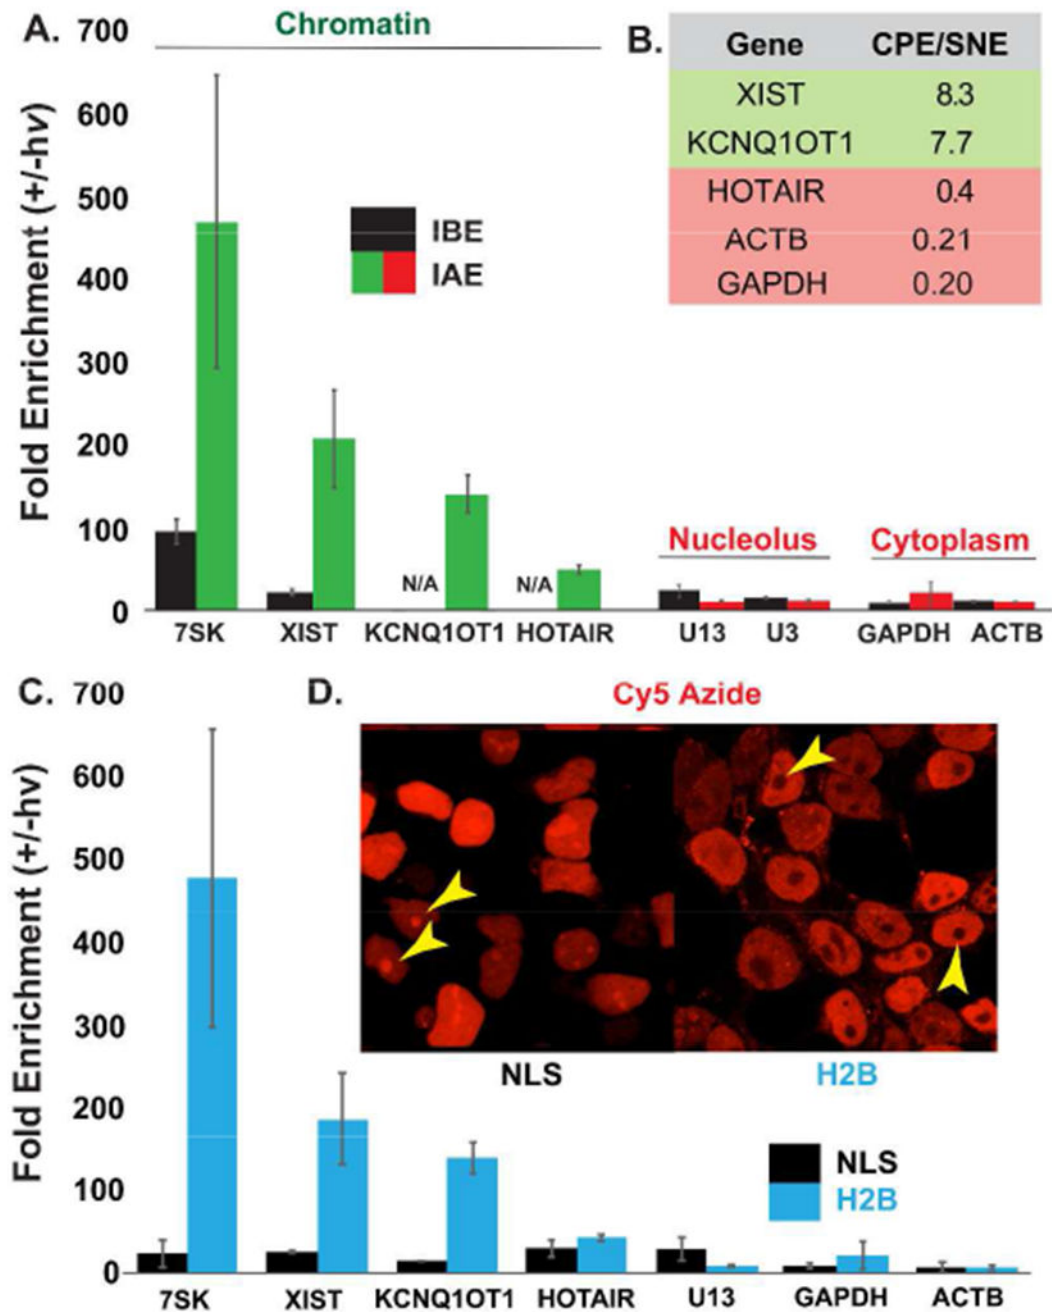 A.
Chromatin
700
600
500
400
300
200
100
0
Fold Enrichment (+/-hv)
IBE
IAE
N/A
N/A
Nucleolus
Cytoplasm
7SK XIST KCNQ1OT1 HOTAIR U13 U3 GAPDH ACTB
B.
Gene CPE/SNE
XIST 8.3
KCNQ1OT1 7.7
HOTAIR 0.4
ACTB 0.21
GAPDH 0.20
C.
700
600
500
400
300
200
100
0
Fold Enrichment (+/-hv)
NLS
H2B
7SK XIST KCNQ1OT1 HOTAIR U13 GAPDH ACTB
D.
Cy5 Azide
NLS H2B